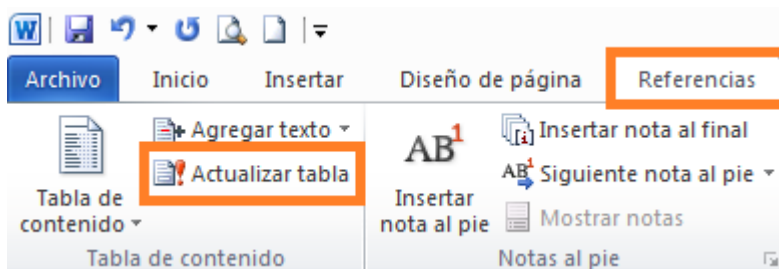 W
Archivo Inicio Insertar Diseño de página Referencias
Agregar texto
Actualizar tabla
Tabla de
contenido
Tabla de contenido
AB1
Insertar
nota al pie
[i] Insertar nota al final
AB1 Siguiente nota al pie
Mostrar notas
Notas al pie